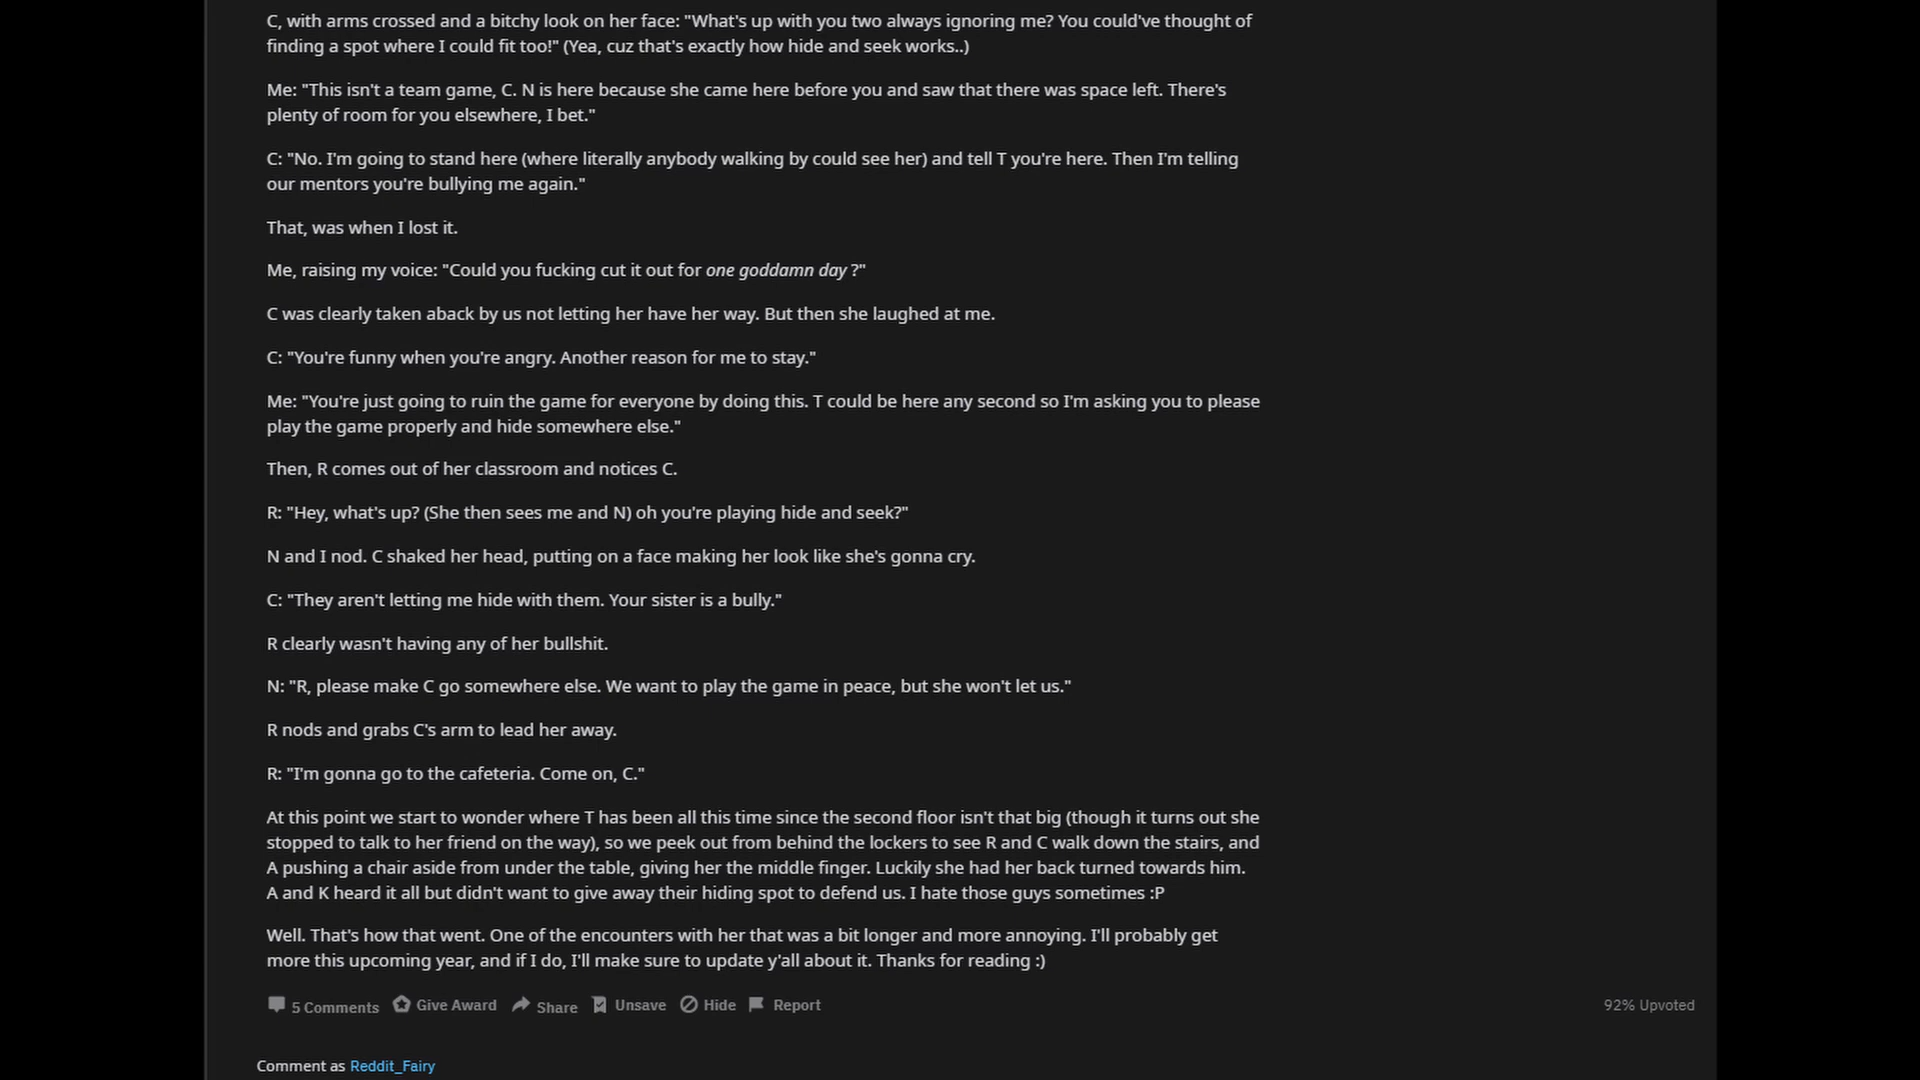 C, with arms crossed and a bitchy look on her face: "What's up with you two always ignoring me? You could've thought of
finding a spot where I could fit too!" (Yea, cuz that's exactly how hide and seek works..)
Me: "This isn't a team game, C. N is here because she came here before you and saw that there was space left. There's
plenty of room for you elsewhere, I bet."
C: "No. I'm going to stand here (where literally anybody walking by could see her) and tell T you're here. Then I'm telling
our mentors you're bullying me again."
That, was when I lost it.
Me, raising my voice: "Could you fucking cut it out for one goddamn day ?"
C was clearly taken aback by us not letting her have her way. But then she laughed at me.
C: "You're funny when you're angry. Another reason for me to stay."
Me: "You're just going to ruin the game for everyone by doing this. T could be here any second so I'm asking you to please
play the game properly and hide somewhere else."
Then, R comes out of her classroom and notices C.
R: "Hey, what's up? (She then sees me and N) oh you're playing hide and seek?"
N and I nod. C shaked her head, putting on a face making her look like she's gonna cry.
C: "They aren't letting me hide with them. Your sister is a bully."
R clearly wasn't having any of her bullshit.
N: "R, please make C go somewhere else. We want to play the game in peace, but she won't let us."
R nods and grabs C's arm to lead her away.
R: "I'm gonna go to the cafeteria. Come on, C."
At this point we start to wonder where T has been all this time since the second floor isn't that big (though it turns out she
stopped to talk to her friend on the way), so we peek out from behind the lockers to see R and C walk down the stairs, and
A pushing a chair aside from under the table, giving her the middle finger. Luckily she had her back turned towards him.
A and K heard it all but didn't want to give away their hiding spot to defend us. I hate those guys sometimes :P
Well. That's how that went. One of the encounters with her that was a bit longer and more annoying. I'll probably get
more this upcoming year, and if I do, I'll make sure to update y'all about it. Thanks for reading :)
5 Comments Give Award Share Unsave Hide Report 92% Upvoted
Comment as Reddit_Fairy